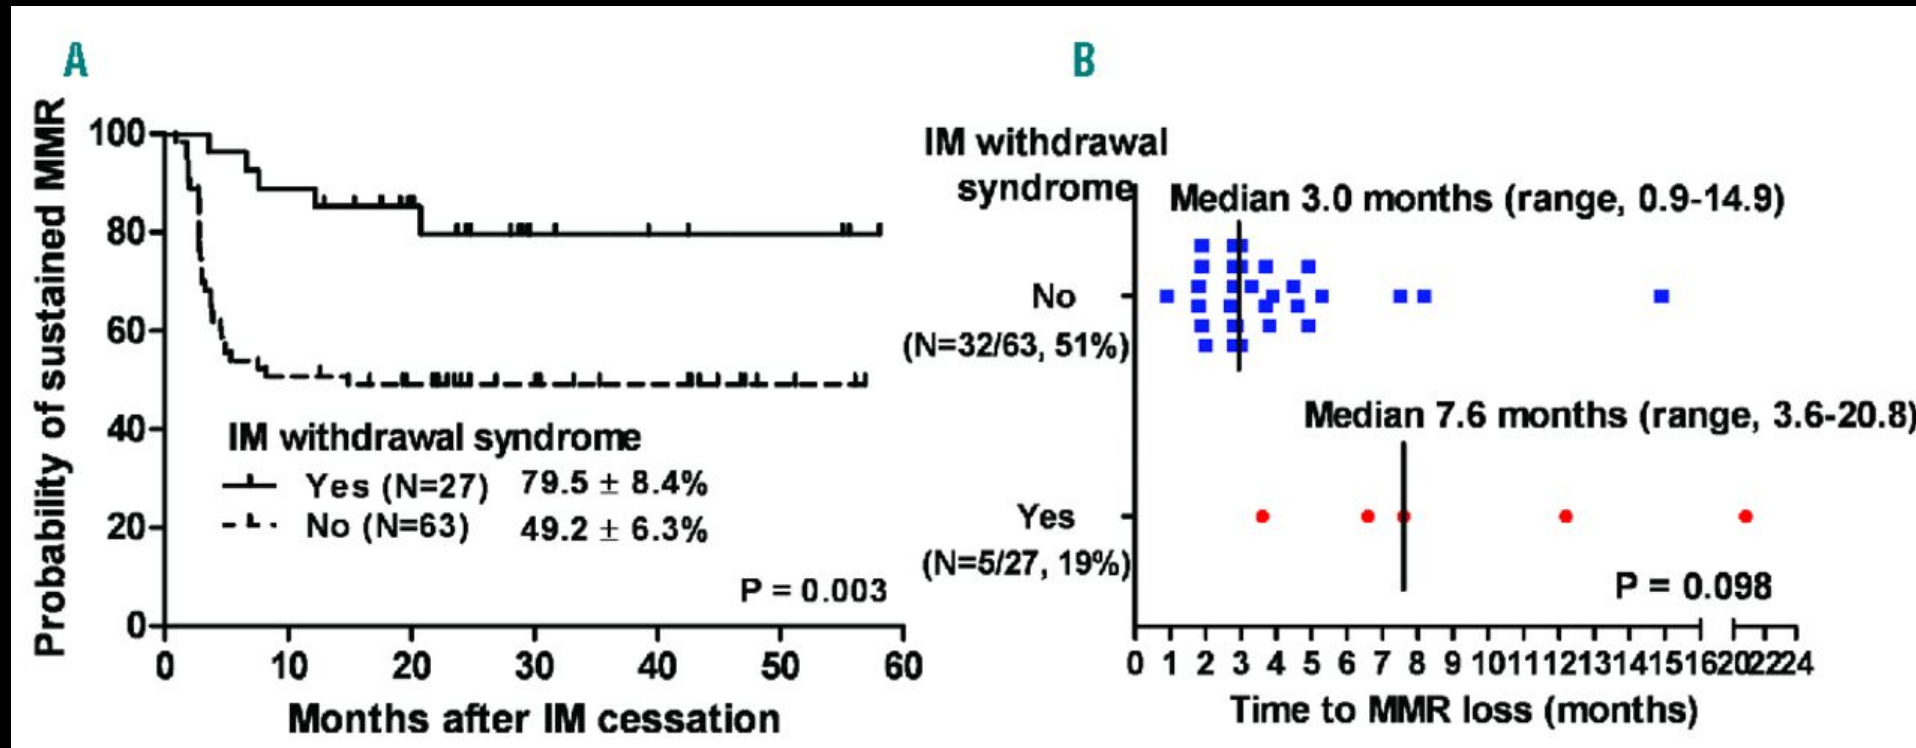 A
Probability of sustained MMR
100
80
60
40
20
0
IM withdrawal syndrome
Yes (N=27) 79.5 ± 8.4%
No (N=63) 49.2 ± 6.3%
P = 0.003
0 10 20 30 40 50 60
Months after IM cessation
B
IM withdrawal
syndrome
Median 3.0 months (range, 0.9-14.9)
No
(N=32/63, 51%)
Median 7.6 months (range, 3.6-20.8)
Yes
(N=5/27, 19%)
P = 0.098
0 1 2 3 4 5 6 7 8 9 10 11 12 13 14 15 16 20 22 24
Time to MMR loss (months)